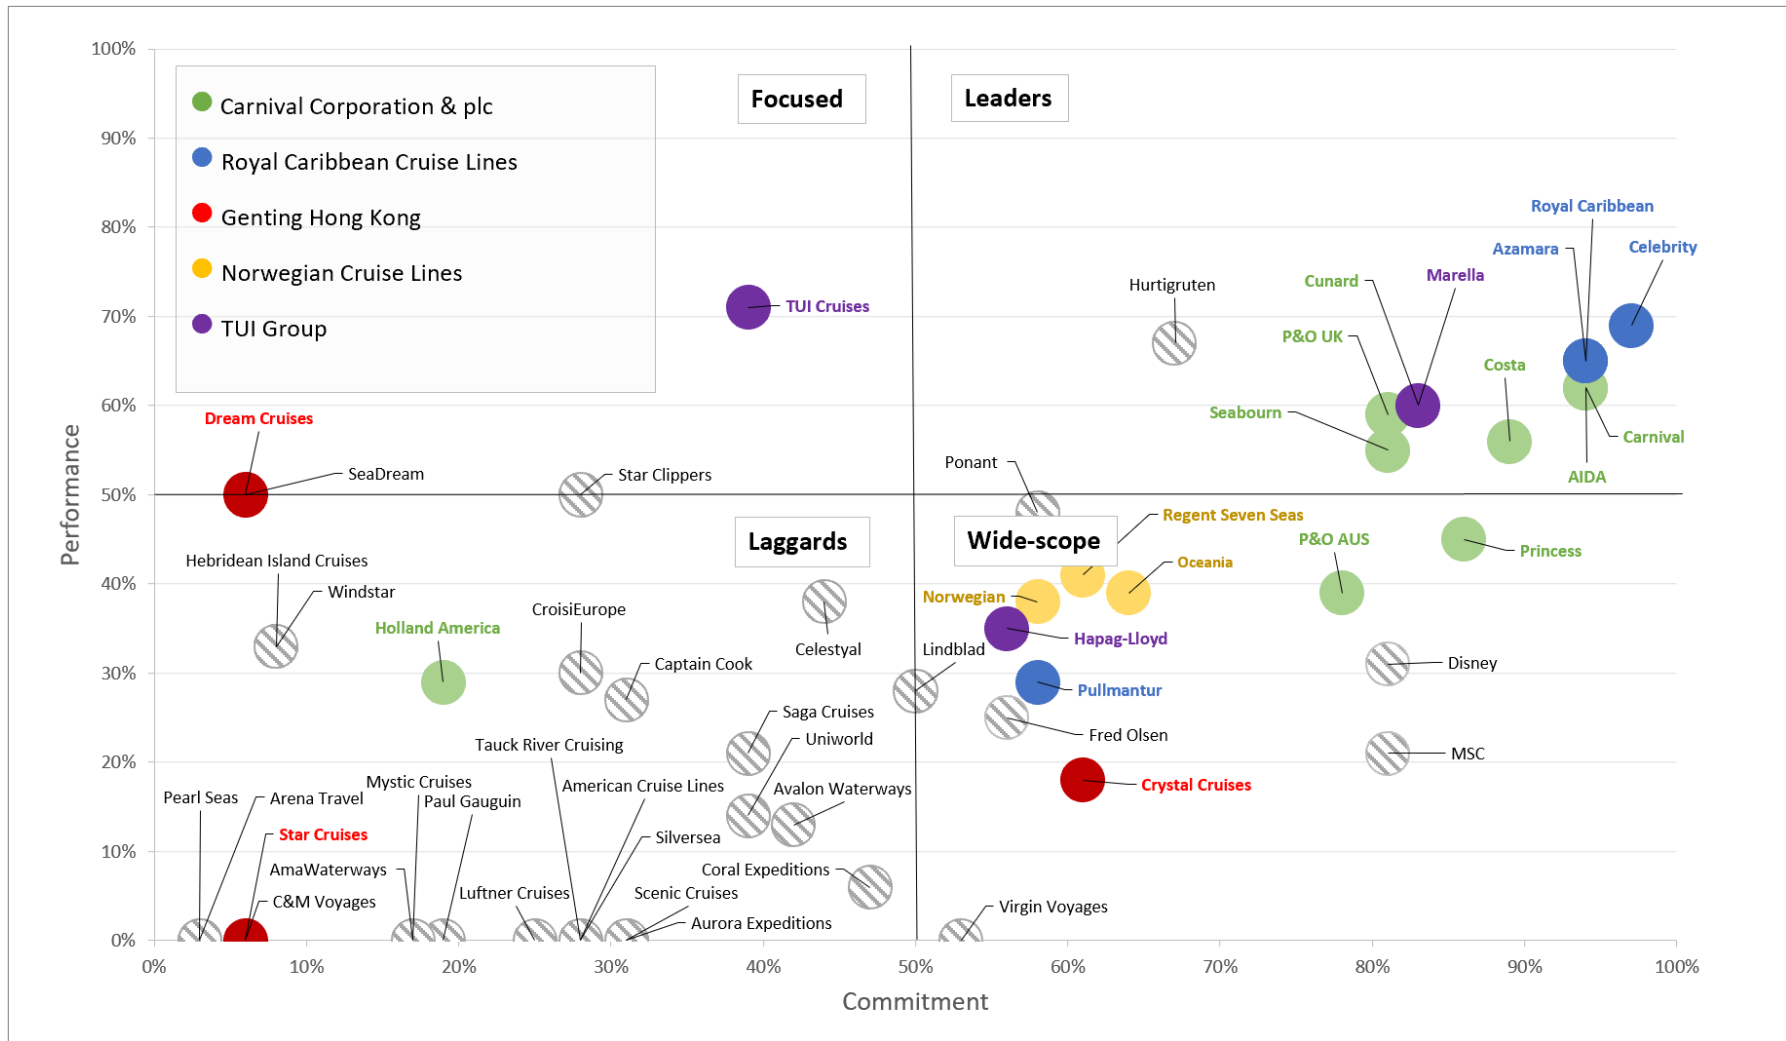 100%
90%
80%
70%
60%
50%
40%
30%
20%
10%
0%
Performance
Carnival Corporation & plc
Royal Caribbean Cruise Lines
Genting Hong Kong
Norwegian Cruise Lines
TUI Group
Focused
Leaders
Royal Caribbean
Azamara
Celebrity
Cunard
Marella
Hurtigruten
TUI Cruises
P&O UK
Costa
Seabourn
Carnival
AIDA
Dream Cruises
SeaDream
Star Clippers
Ponant
Laggards
Wide-scope
Regent Seven Seas
P&O AUS
Princess
Oceania
Hebridean Island Cruises
Windstar
CroisiEurope
Norwegian
Holland America
Celestyal
Lindblad
Hapag-Lloyd
Captain Cook
Disney
Pullmantur
Saga Cruises
Uniworld
Fred Olsen
Tauck River Cruising
MSC
Mystic Cruises
American Cruise Lines
Avalon Waterways
Crystal Cruises
Pearl Seas
Arena Travel
Paul Gauguin
Star Cruises
Silversea
AmaWaterways
Coral Expeditions
C&M Voyages
Luftner Cruises
Scenic Cruises
Virgin Voyages
Aurora Expeditions
0%
10%
20%
30%
40%
50%
60%
70%
80%
90%
100%
Commitment